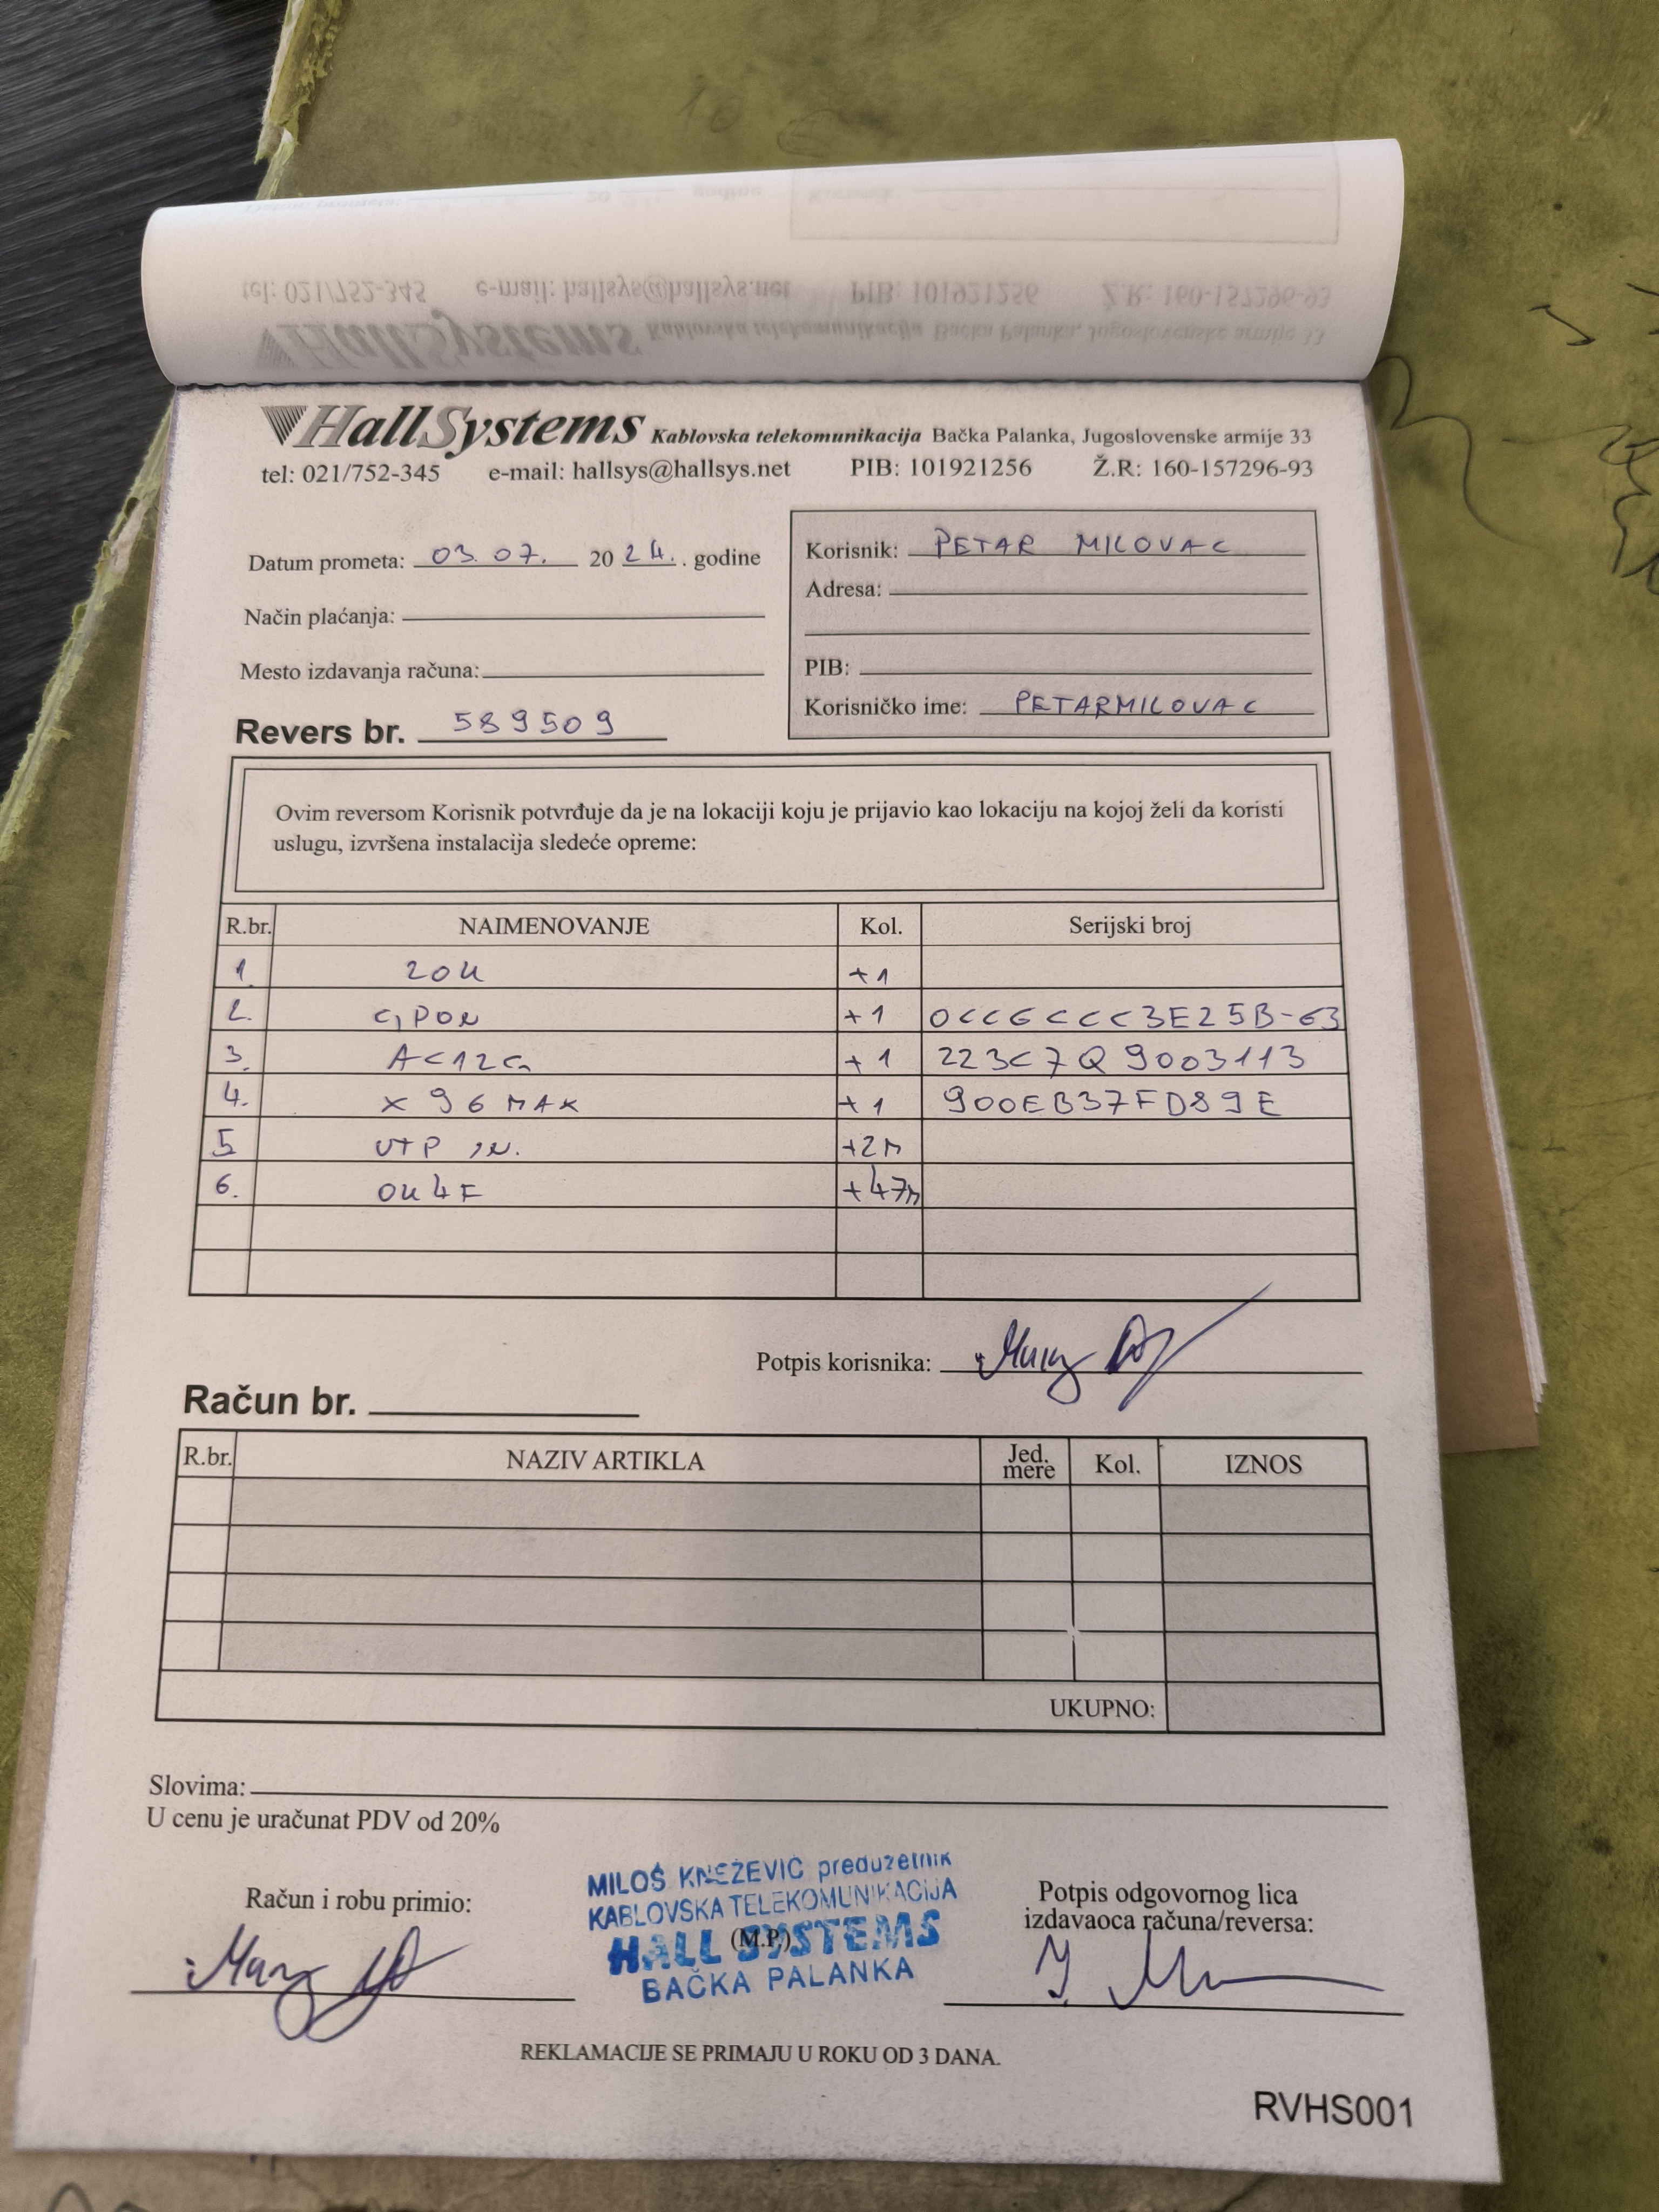 HallSystems Kablovska telekomunikacija Bačka Palanka, Jugoslovenske armije 33
tel: 021/752-345 e-mail: hallsys@hallsys.net PIB: 101921256 Ž.R: 160-157296-93
Datum prometa: 03.07. 2024. . godine
Način plaćanja:
Mesto izdavanja računa:
Revers br. 589509
Korisnik: PETAR MILOVAC
Adresa:
PIB:
Korisničko ime: PETARMILOVAC
Ovim reversom Korisnik potvrđuje da je na lokaciji koju je prijavio kao lokaciju na kojoj želi da koristi
uslugu, izvršena instalacija sledeće opreme:
R.br. NAIMENOVANJE Kol. Serijski broj
1. ZOK +1
2. GPON +1 0CC6CCC3E25B-63
3. AC12G +1 223C7Q9003113
4. X96 MAX +1 900EB37FD89E
5 UTP IN. +2m
6. OK4F +47m
Potpis korisnika:
Račun br.
R.br. NAZIV ARTIKLA Jed. mere Kol. IZNOS
UKUPNO:
Slovima:
U cenu je uračunat PDV od 20%
Račun i robu primio:
MILOŠ KNEŽEVIĆ preduzetnik
KABLOVSKA TELEKOMUNIKACIJA
HALL SYSTEMS
(M.P.)
BAČKA PALANKA
Potpis odgovornog lica
izdavaoca računa/reversa:
REKLAMACIJE SE PRIMAJU U ROKU OD 3 DANA.
RVHS001